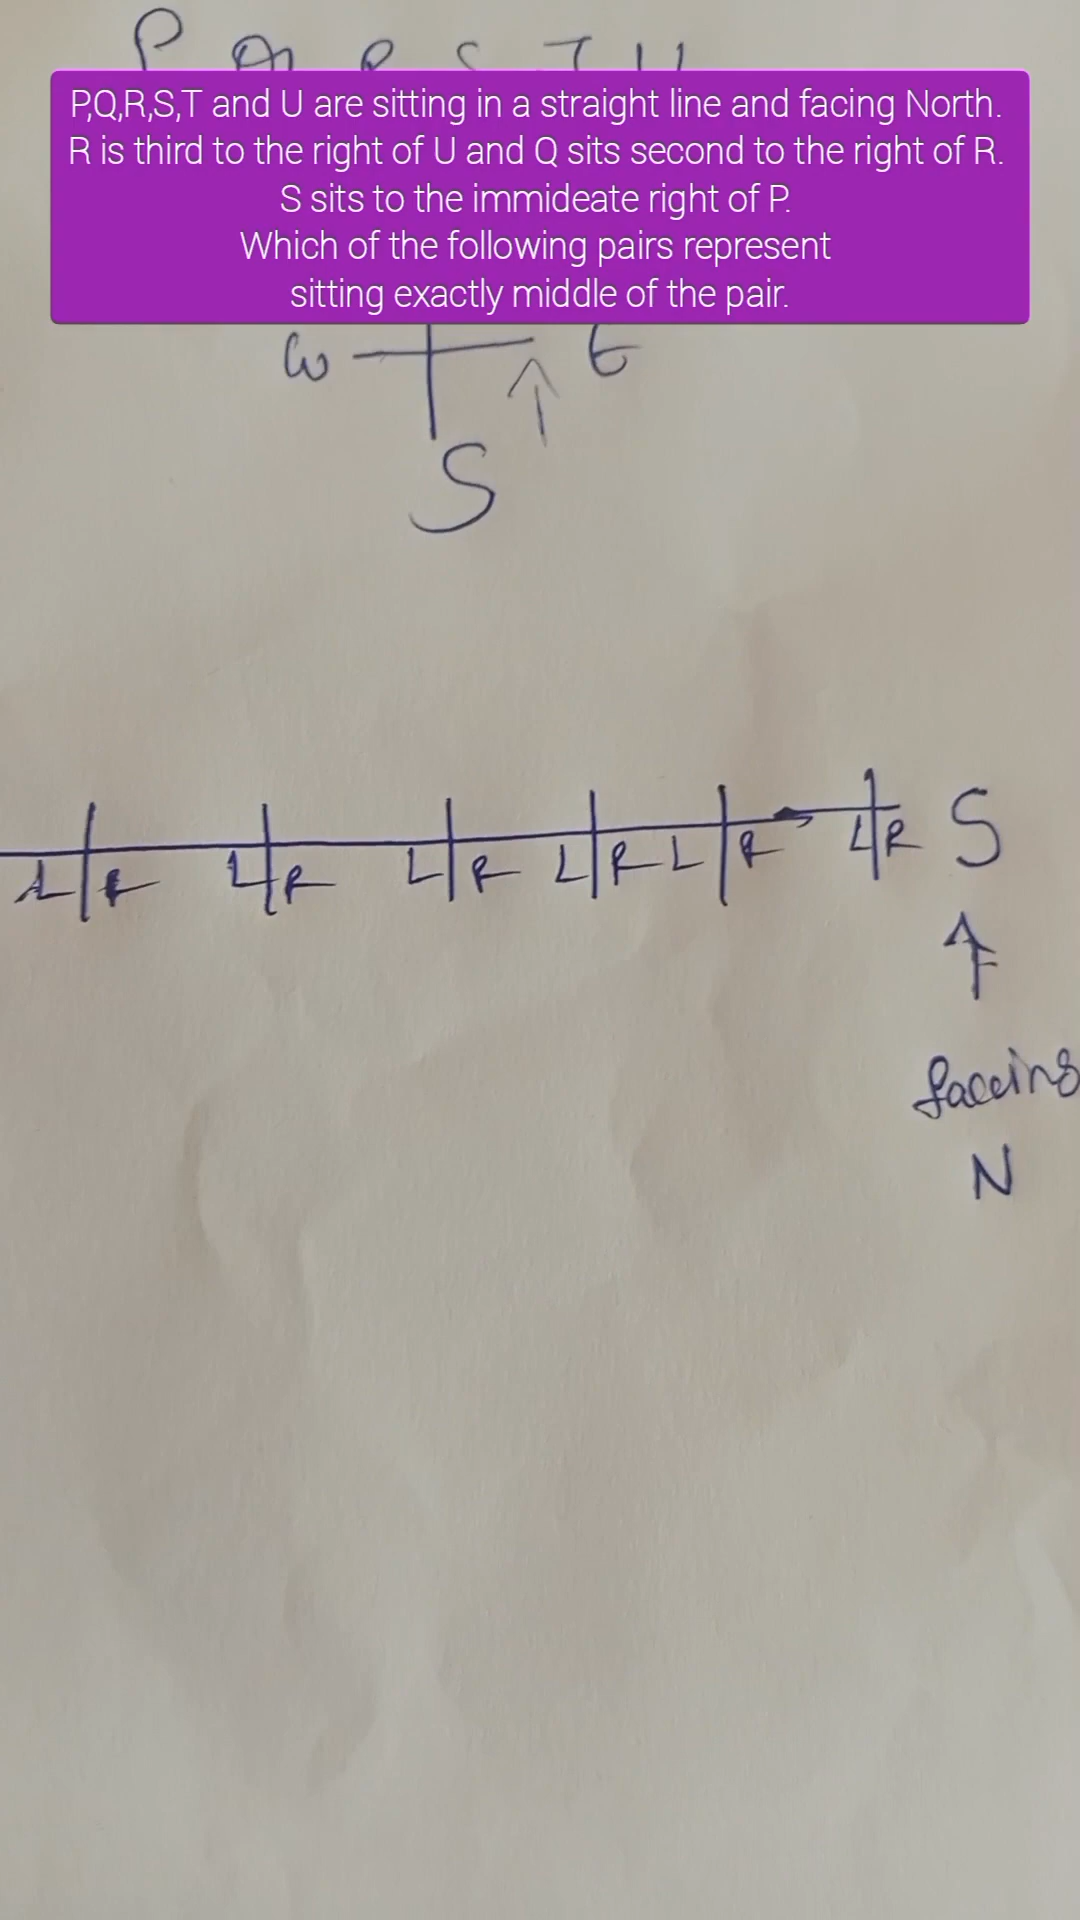 P Q R S T U
P,Q,R,S,T and U are sitting in a straight line and facing North.
R is third to the right of U and Q sits second to the right of R.
S sits to the immideate right of P.
Which of the following pairs represent
sitting exactly middle of the pair.
W E
S
L R L R L R L R L R L R S
faccing
N